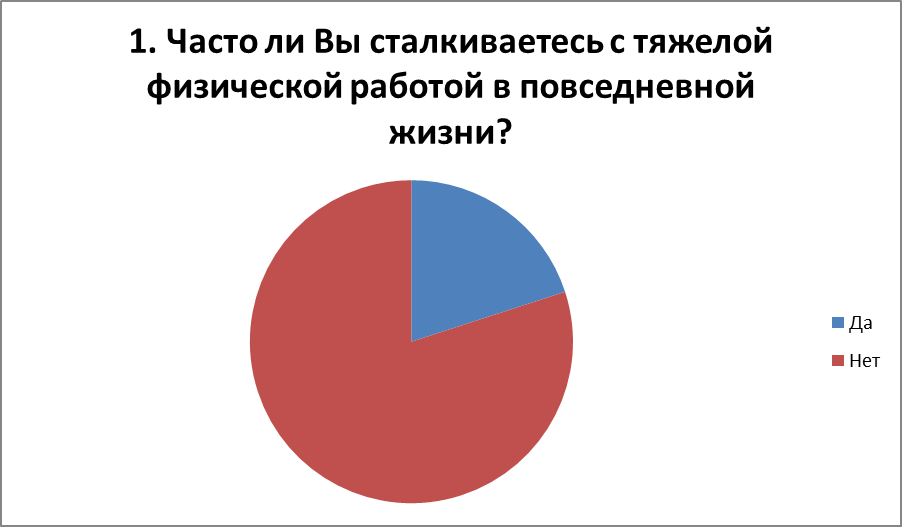 1. Часто ли Вы сталкиваетесь с тяжелой
физической работой в повседневной
жизни?
Да
Нет